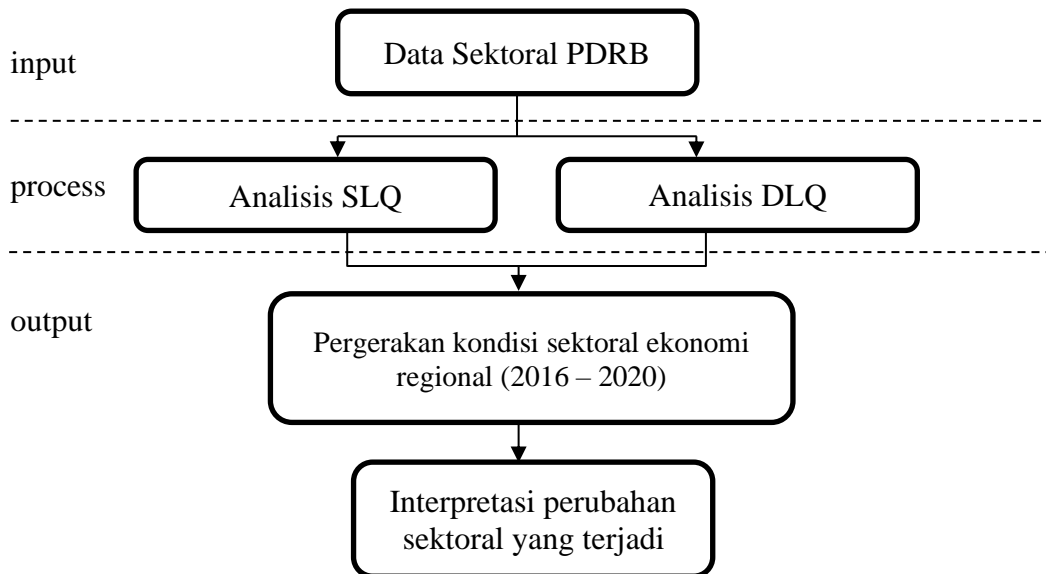 input
Data Sektoral PDRB
process
Analisis SLQ
Analisis DLQ
output
Pergerakan kondisi sektoral ekonomi
regional (2016 – 2020)
Interpretasi perubahan
sektoral yang terjadi